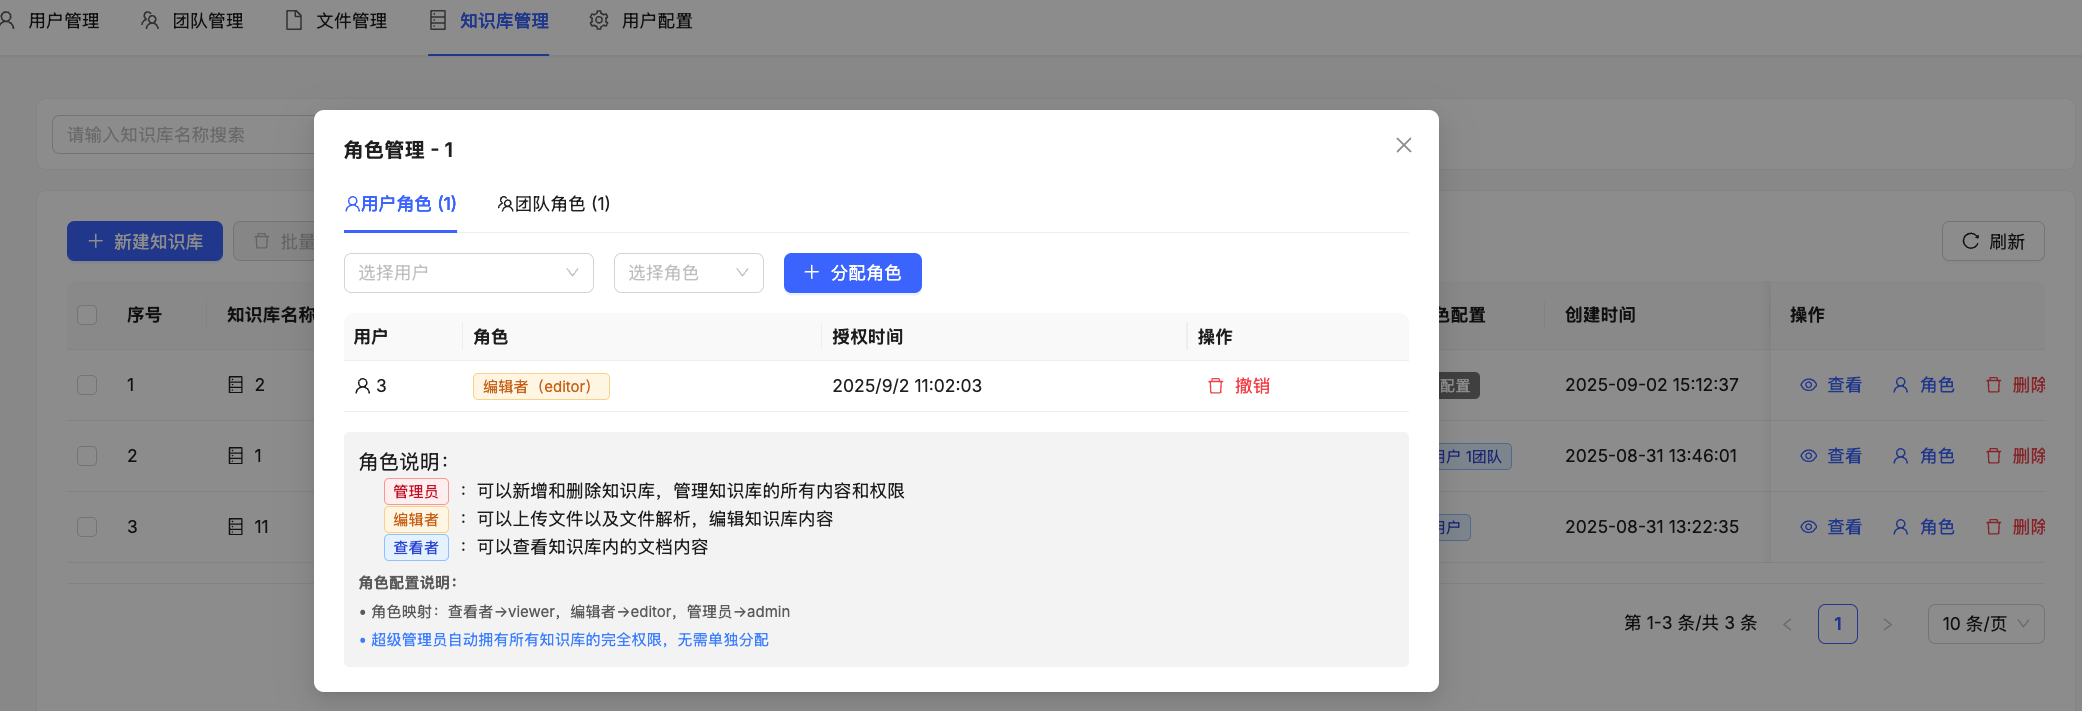 用户管理 团队管理 文件管理 知识库管理 用户配置
请输入知识库名称搜索
角色管理 - 1
用户角色 (1) 团队角色 (1)
新建知识库 批量 刷新
选择用户 选择角色 分配角色
序号 知识库名称 色配置 创建时间 操作
用户 角色 授权时间 操作
1 2 配置 2025-09-02 15:12:37 查看 角色 删除
3 编辑者（editor） 2025/9/2 11:02:03 撤销
2 1 用户 1团队 2025-08-31 13:46:01 查看 角色 删除
3 11 用户 2025-08-31 13:22:35 查看 角色 删除
角色说明：
管理员 ：可以新增和删除知识库，管理知识库的所有内容和权限
编辑者 ：可以上传文件以及文件解析，编辑知识库内容
查看者 ：可以查看知识库内的文档内容
角色配置说明：
• 角色映射：查看者→viewer，编辑者→editor，管理员→admin
• 超级管理员自动拥有所有知识库的完全权限，无需单独分配
第 1-3 条/共 3 条 1 10 条/页